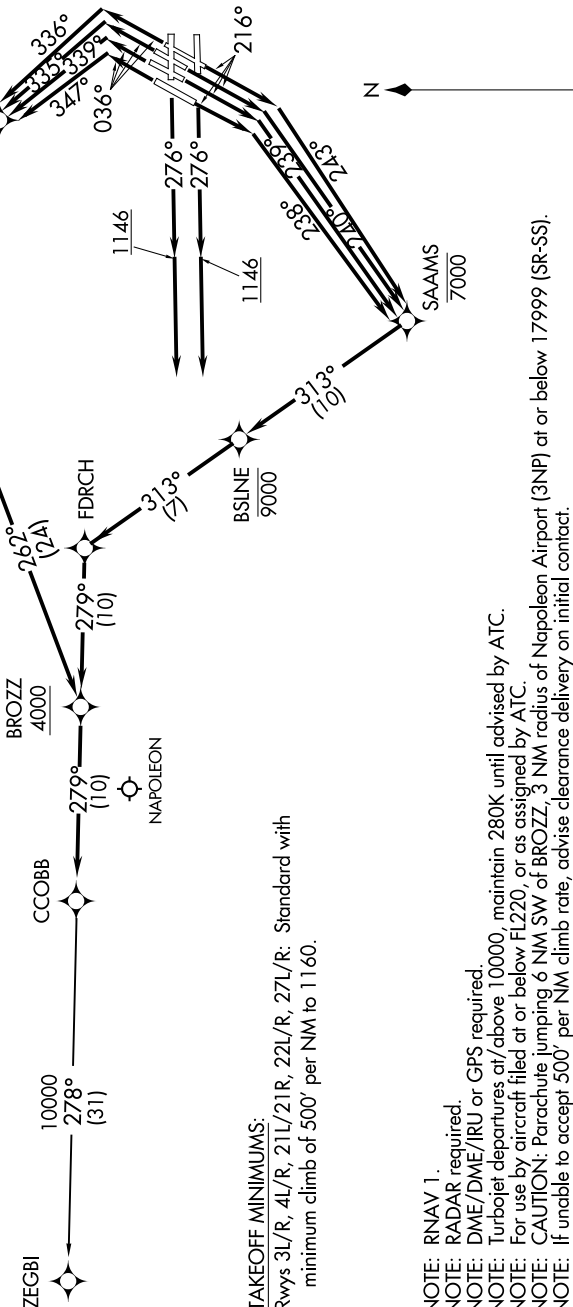 336°
335°
339°
347°
036°
216°
276°
276°
1146
1146
238°
239°
240°
243°
N
SAAMS
7000
313°
(10)
BSLNE
9000
313°
(7)
FDRCH
262°
(24)
279°
(10)
BROZZ
4000
279°
(10)
NAPOLEON
CCOBB
10000
278°
(31)
ZEGBI
TAKEOFF MINIMUMS:
Rwys 3L/R, 4L/R, 21L/21R, 22L/R, 27L/R: Standard with
minimum climb of 500' per NM to 1160.
NOTE: RNAV 1.
NOTE: RADAR required.
NOTE: DME/DME/IRU or GPS required.
NOTE: Turbojet departures at/above 10000, maintain 280K until advised by ATC.
NOTE: For use by aircraft filed at or below FL220, or as assigned by ATC.
NOTE: CAUTION: Parachute jumping 6 NM SW of BROZZ, 3 NM radius of Napoleon Airport (3NP) at or below 17999 (SR-SS).
NOTE: If unable to accept 500' per NM climb rate, advise clearance delivery on initial contact.